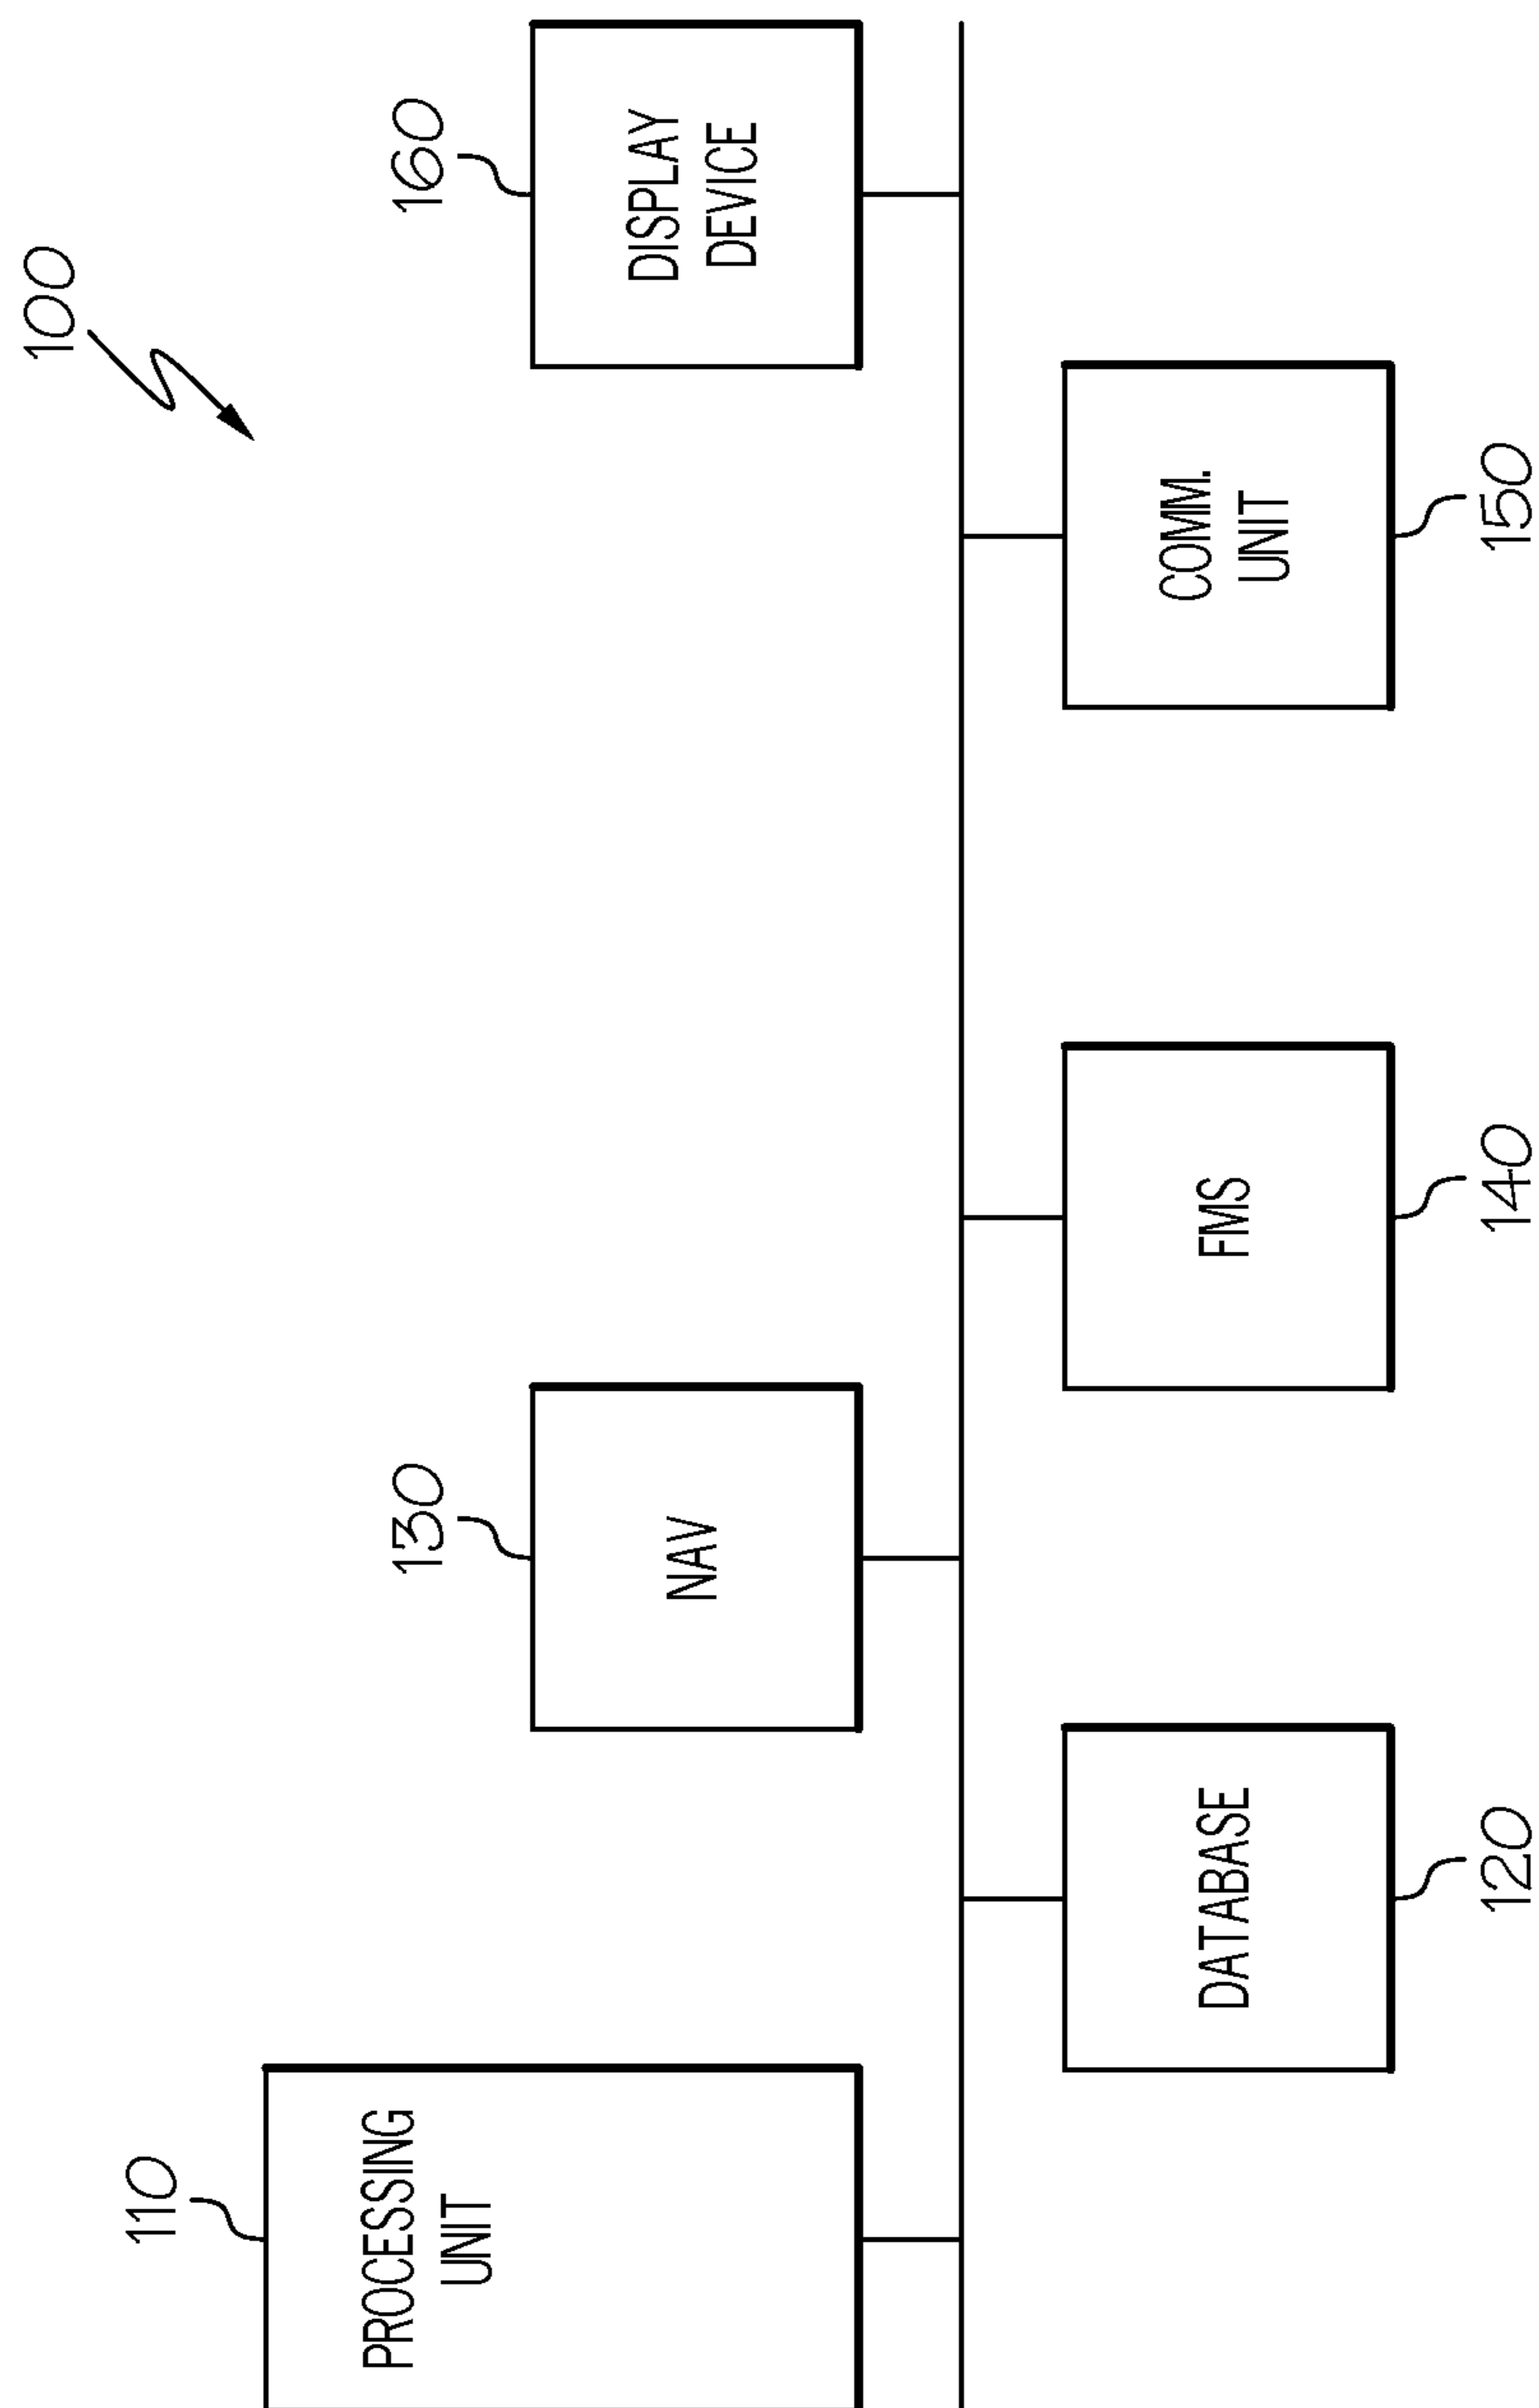 100
110
PROCESSING
UNIT
130
NAV
160
DISPLAY
DEVICE
DATABASE
120
FMS
140
COMM.
UNIT
150